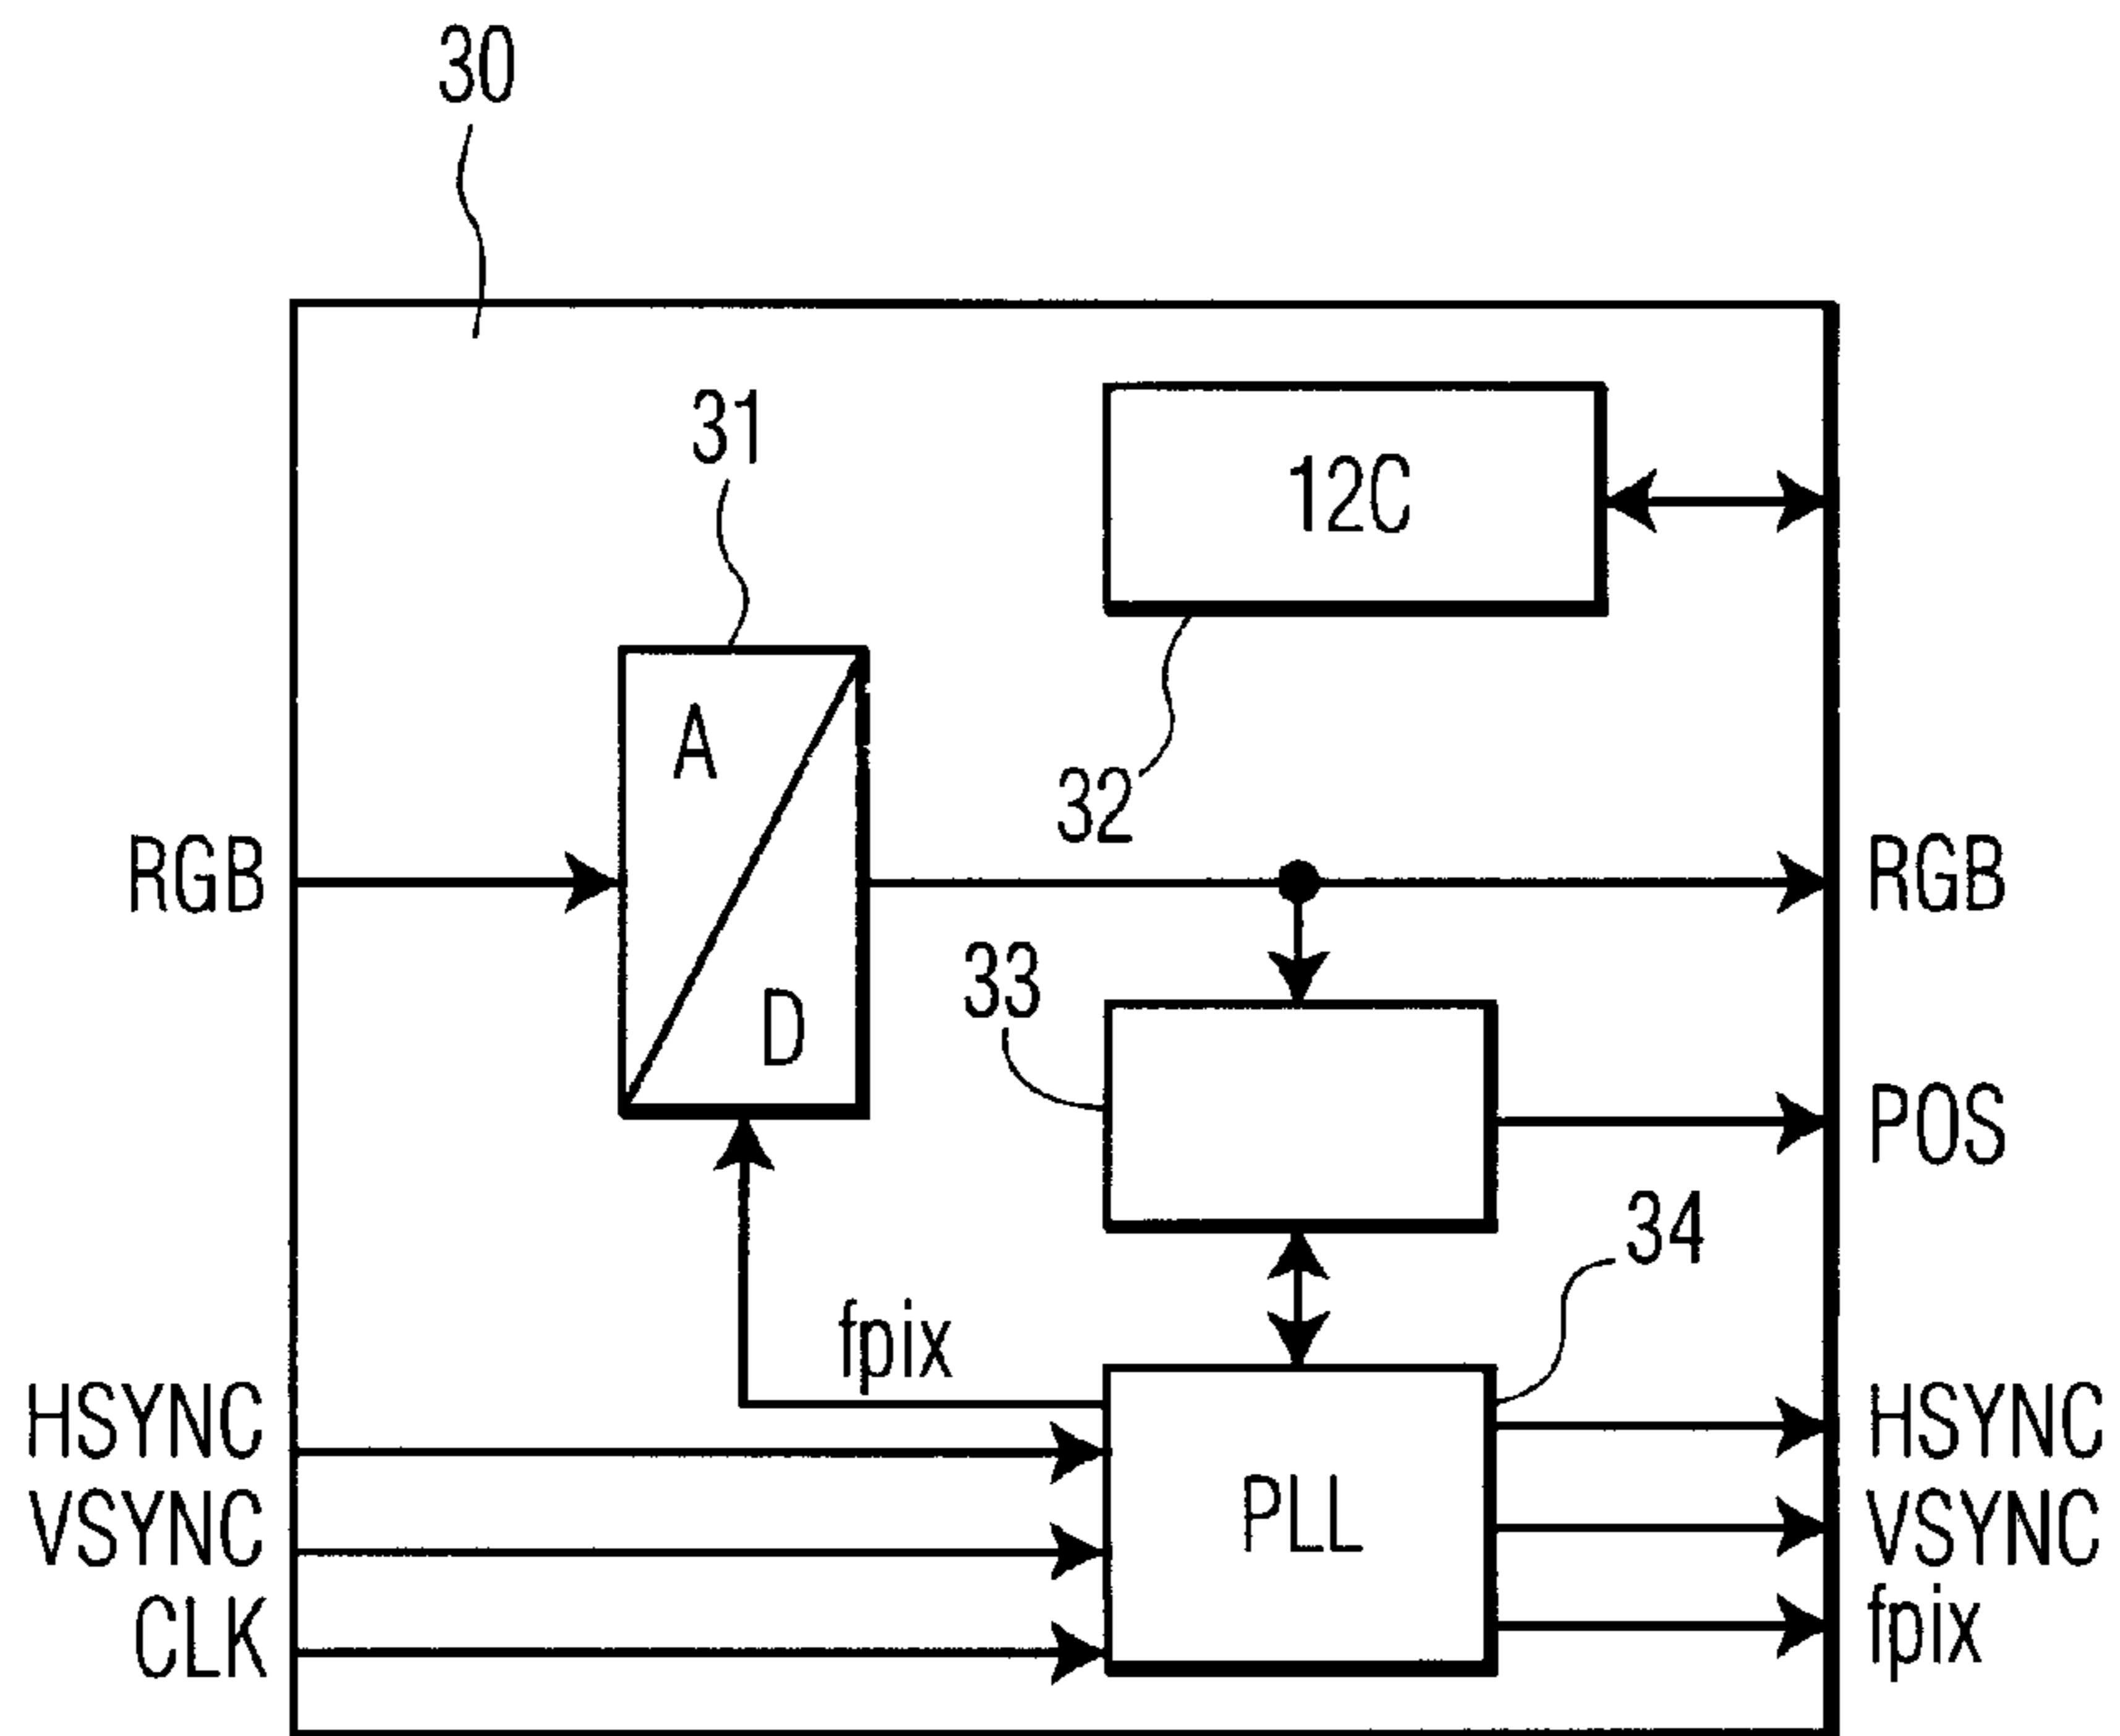 30
31
12C
32
RGB
A
D
RGB
33
POS
34
fpix
HSYNC
VSYNC
CLK
PLL
HSYNC
VSYNC
fpix